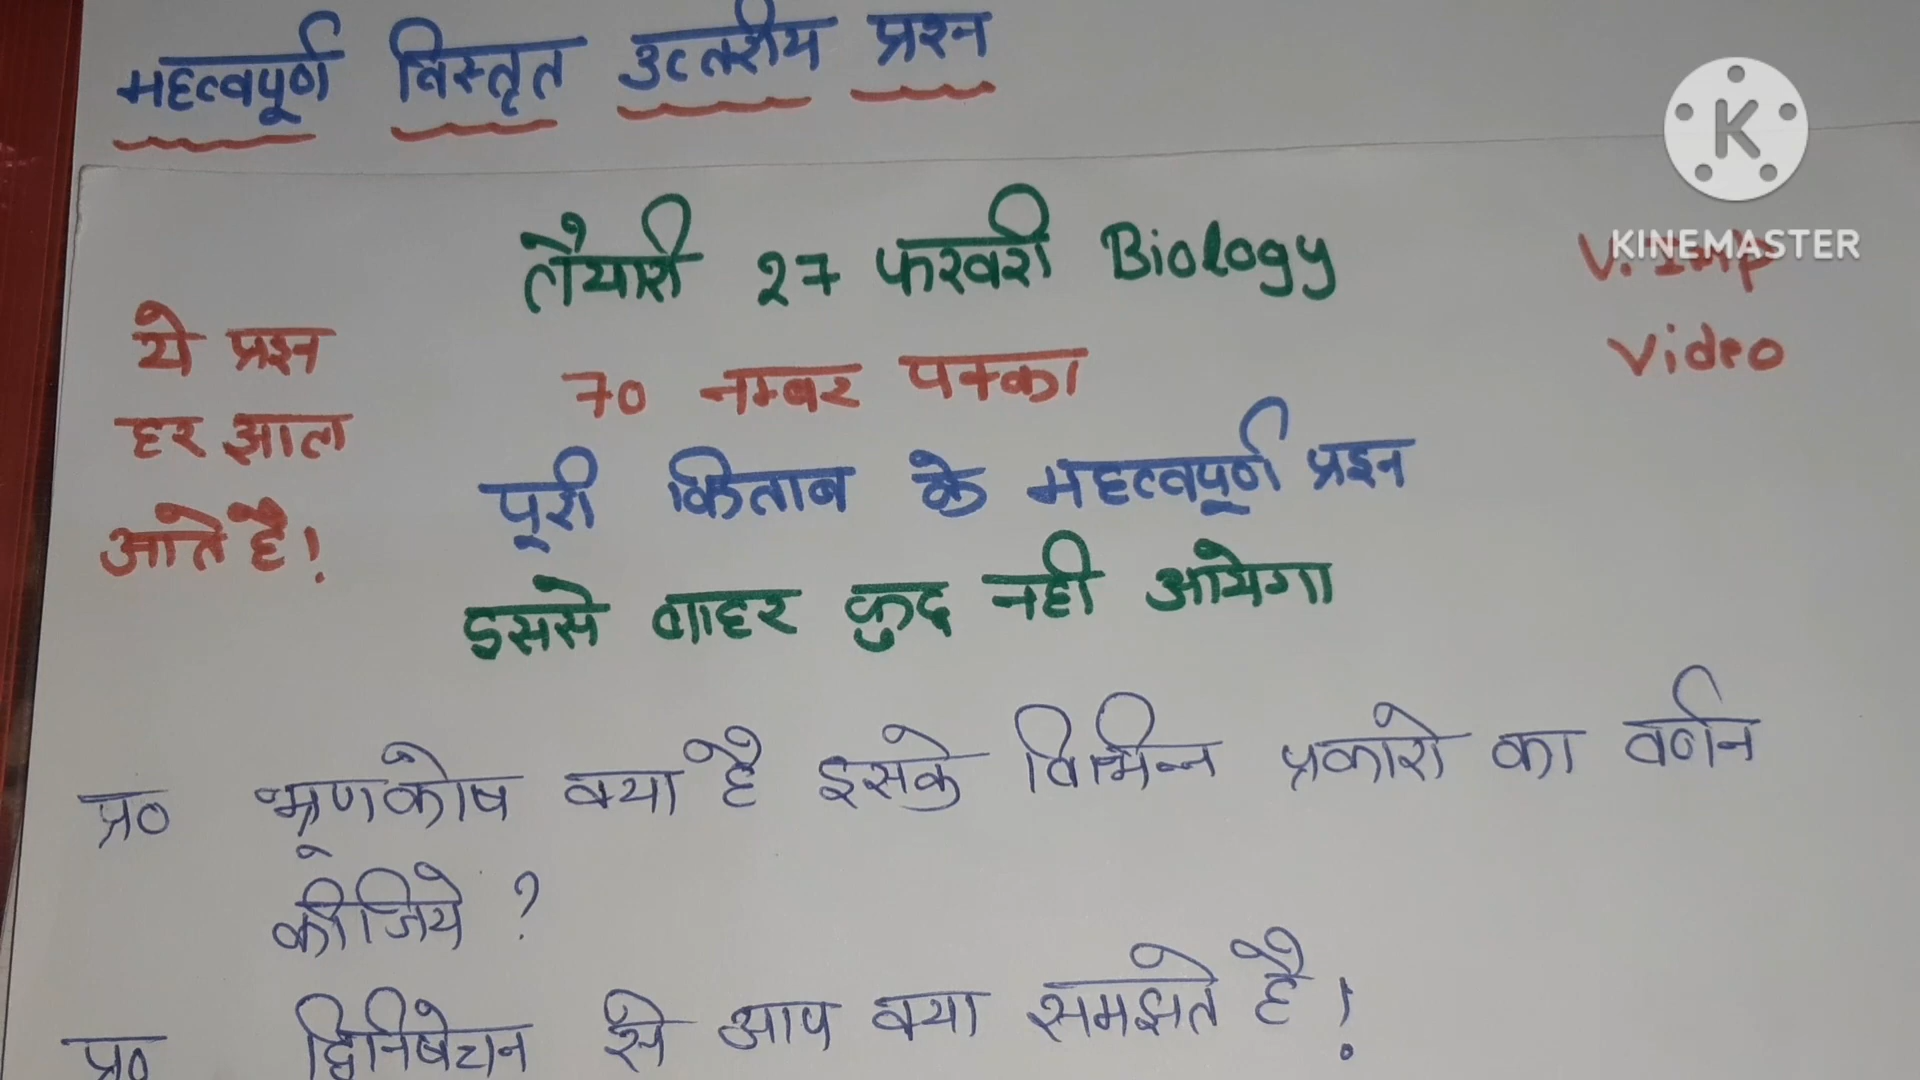 महत्वपूर्ण विस्तृत उत्तरीय प्रश्न
तैयारी 27 फरवरी Biology
V. Imp
Video
KINEMASTER
ये प्रश्न
हर साल
आते है!
70 नम्बर पक्का
पूरी किताब के महत्वपूर्ण प्रश्न
इससे बाहर कुछ नही आयेगा
प्र० भ्रूणकोष क्या है इसके विभिन्न प्रकारो का वर्णन
कीजिये ?
प्र० द्विनिषेचन से आप क्या समझते है !